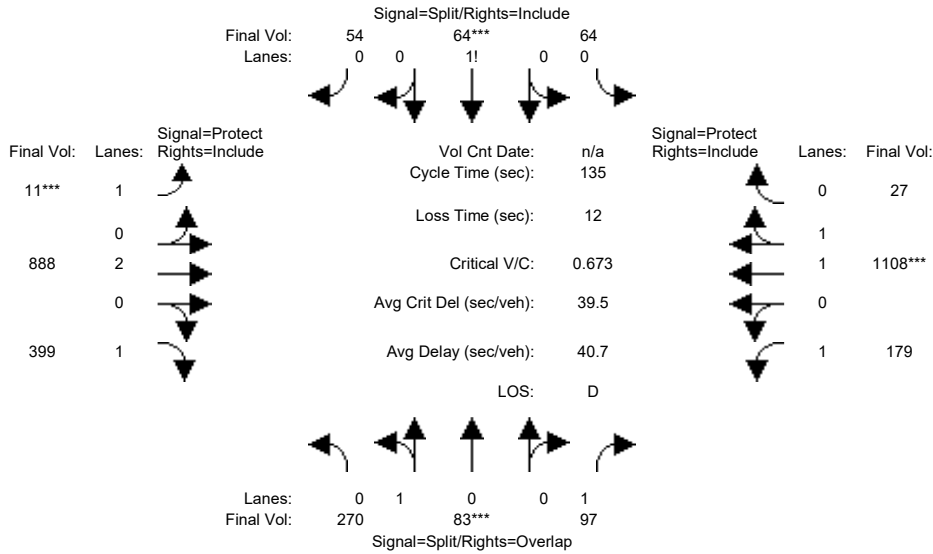 Signal=Split/Rights=Include
Final Vol: 54 64*** 64
Lanes: 0 0 1! 0 0
Signal=Protect Signal=Protect
Final Vol: Lanes: Rights=Include Vol Cnt Date: n/a Rights=Include Lanes: Final Vol:
Cycle Time (sec): 135
11*** 1 0 27
Loss Time (sec): 12
0 1
888 2 Critical V/C: 0.673 1 1108***
0 Avg Crit Del (sec/veh): 39.5 0
399 1 Avg Delay (sec/veh): 40.7 1 179
LOS: D
Lanes: 0 1 0 0 1
Final Vol: 270 83*** 97
Signal=Split/Rights=Overlap